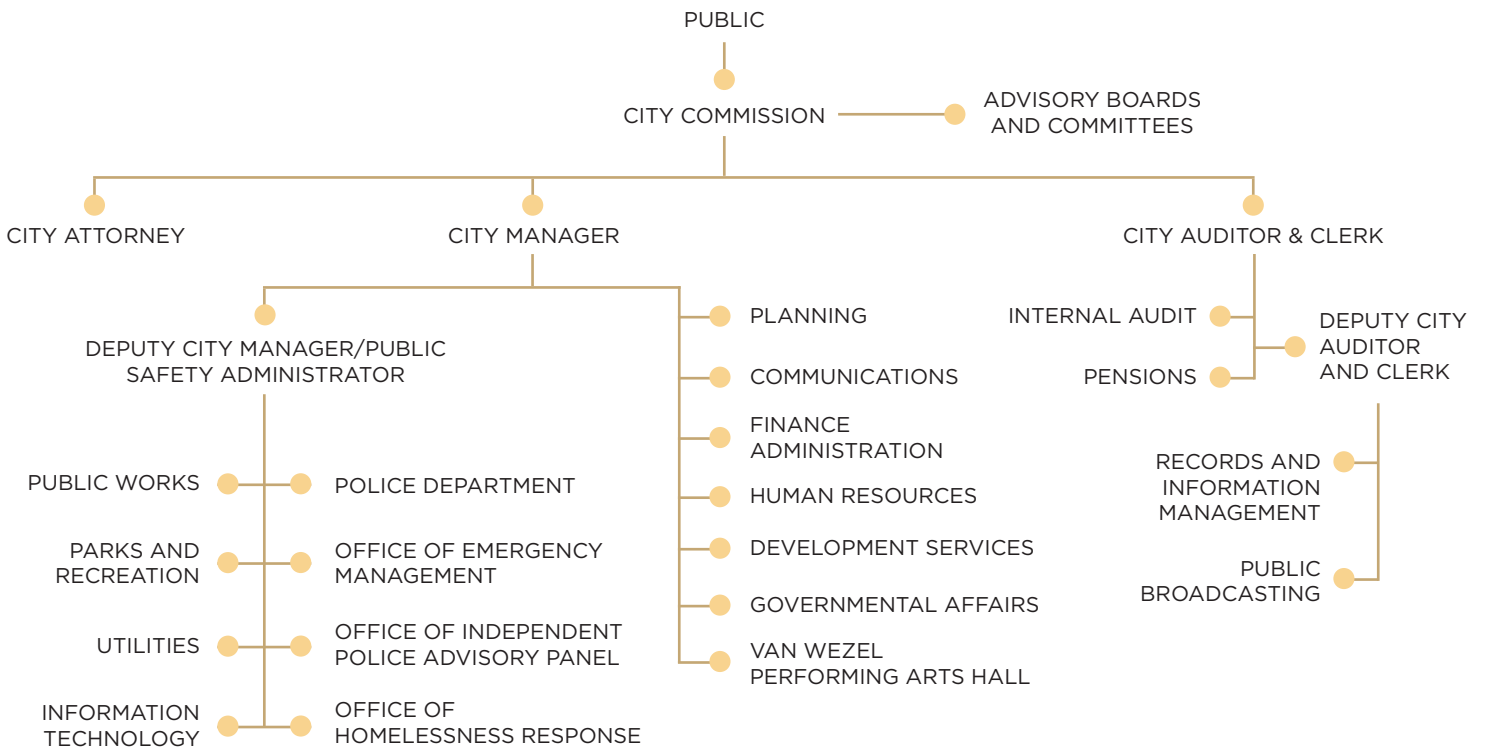 PUBLIC
CITY COMMISSION
ADVISORY BOARDS
AND COMMITTEES
CITY ATTORNEY
CITY MANAGER
CITY AUDITOR & CLERK
DEPUTY CITY MANAGER/PUBLIC
SAFETY ADMINISTRATOR
PUBLIC WORKS
PARKS AND
RECREATION
UTILITIES
INFORMATION
TECHNOLOGY
POLICE DEPARTMENT
OFFICE OF EMERGENCY
MANAGEMENT
OFFICE OF INDEPENDENT
POLICE ADVISORY PANEL
OFFICE OF
HOMELESSNESS RESPONSE
PLANNING
COMMUNICATIONS
FINANCE
ADMINISTRATION
HUMAN RESOURCES
DEVELOPMENT SERVICES
GOVERNMENTAL AFFAIRS
VAN WEZEL
PERFORMING ARTS HALL
INTERNAL AUDIT
PENSIONS
DEPUTY CITY
AUDITOR
AND CLERK
RECORDS AND
INFORMATION
MANAGEMENT
PUBLIC
BROADCASTING